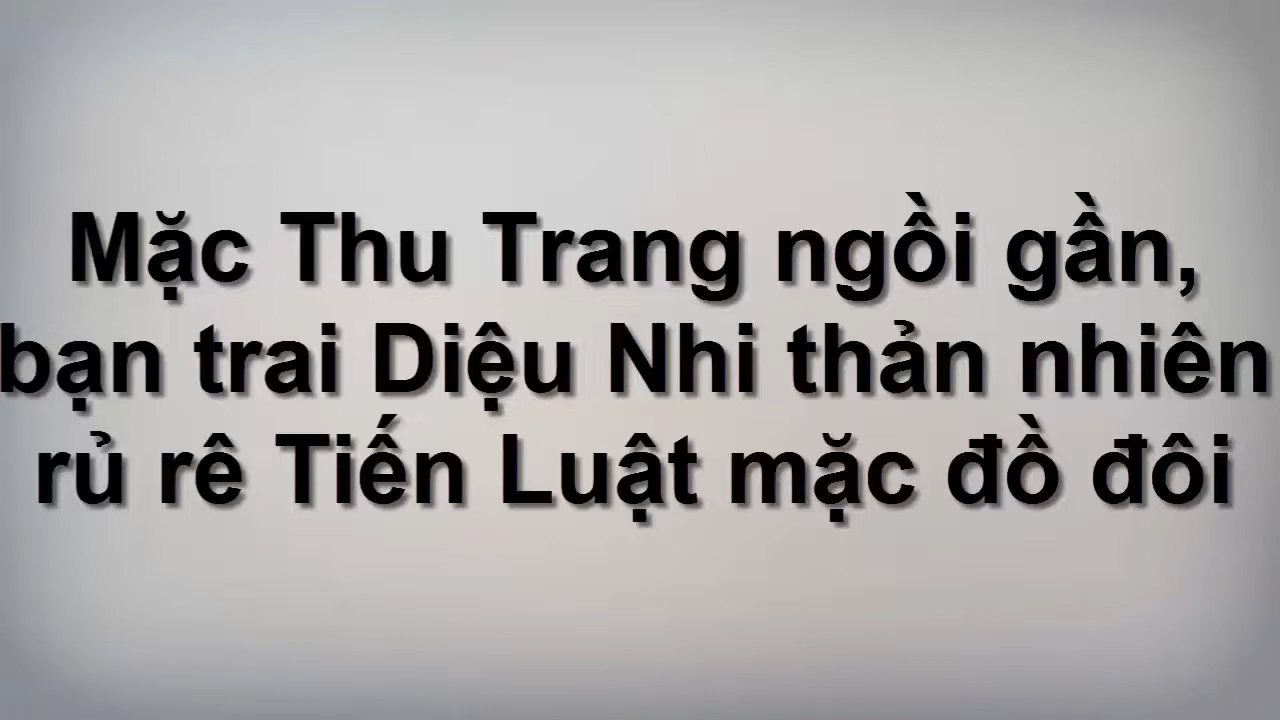 Mặc Thu Trang ngồi gần,
bạn trai Diệu Nhi thản nhiên
rủ rê Tiến Luật mặc đồ đôi